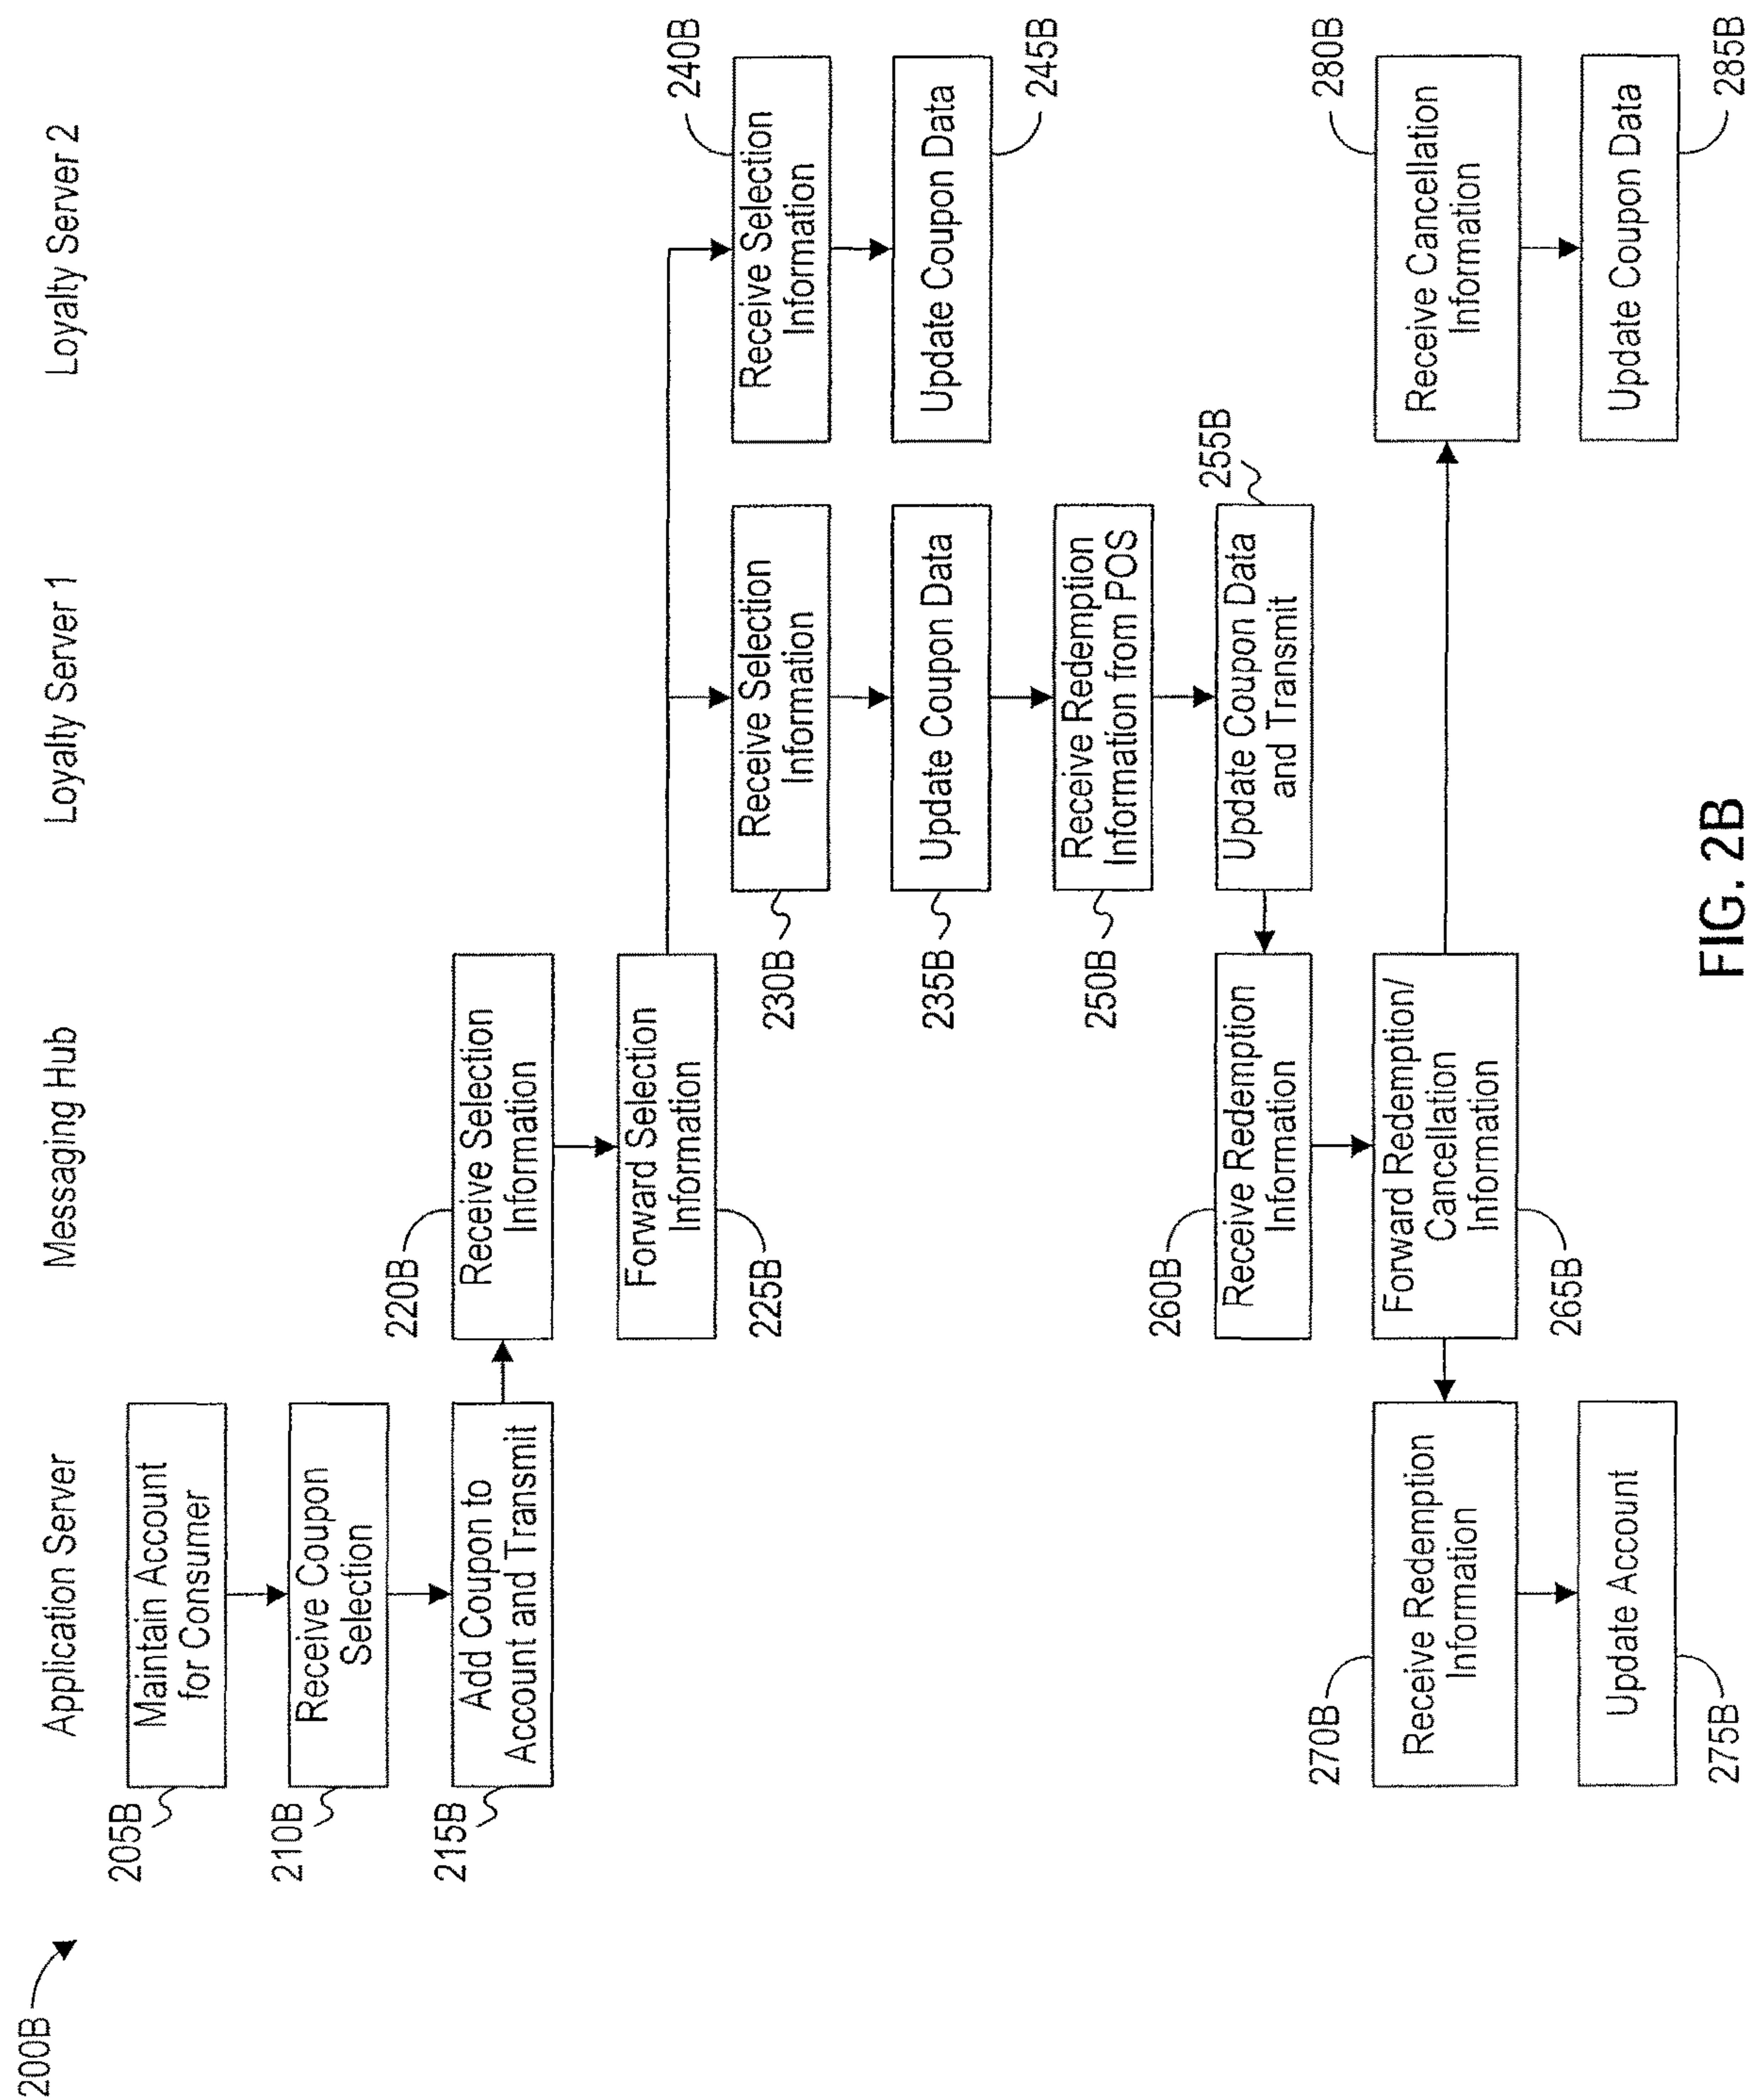 200B
Application Server
Messaging Hub
Loyalty Server 1
Loyalty Server 2
205B
Maintain Account
for Consumer
210B
Receive Coupon
Selection
215B
Add Coupon to
Account and Transmit
220B
Receive Selection
Information
Forward Selection
Information
225B
230B
Receive Selection
Information
240B
Receive Selection
Information
235B
Update Coupon Data
Update Coupon Data
245B
250B
Receive Redemption
Information from POS
255B
Update Coupon Data
and Transmit
260B
Receive Redemption
Information
Forward Redemption/
Cancellation
Information
265B
270B
Receive Redemption
Information
Update Account
275B
280B
Receive Cancellation
Information
Update Coupon Data
285B
FIG. 2B